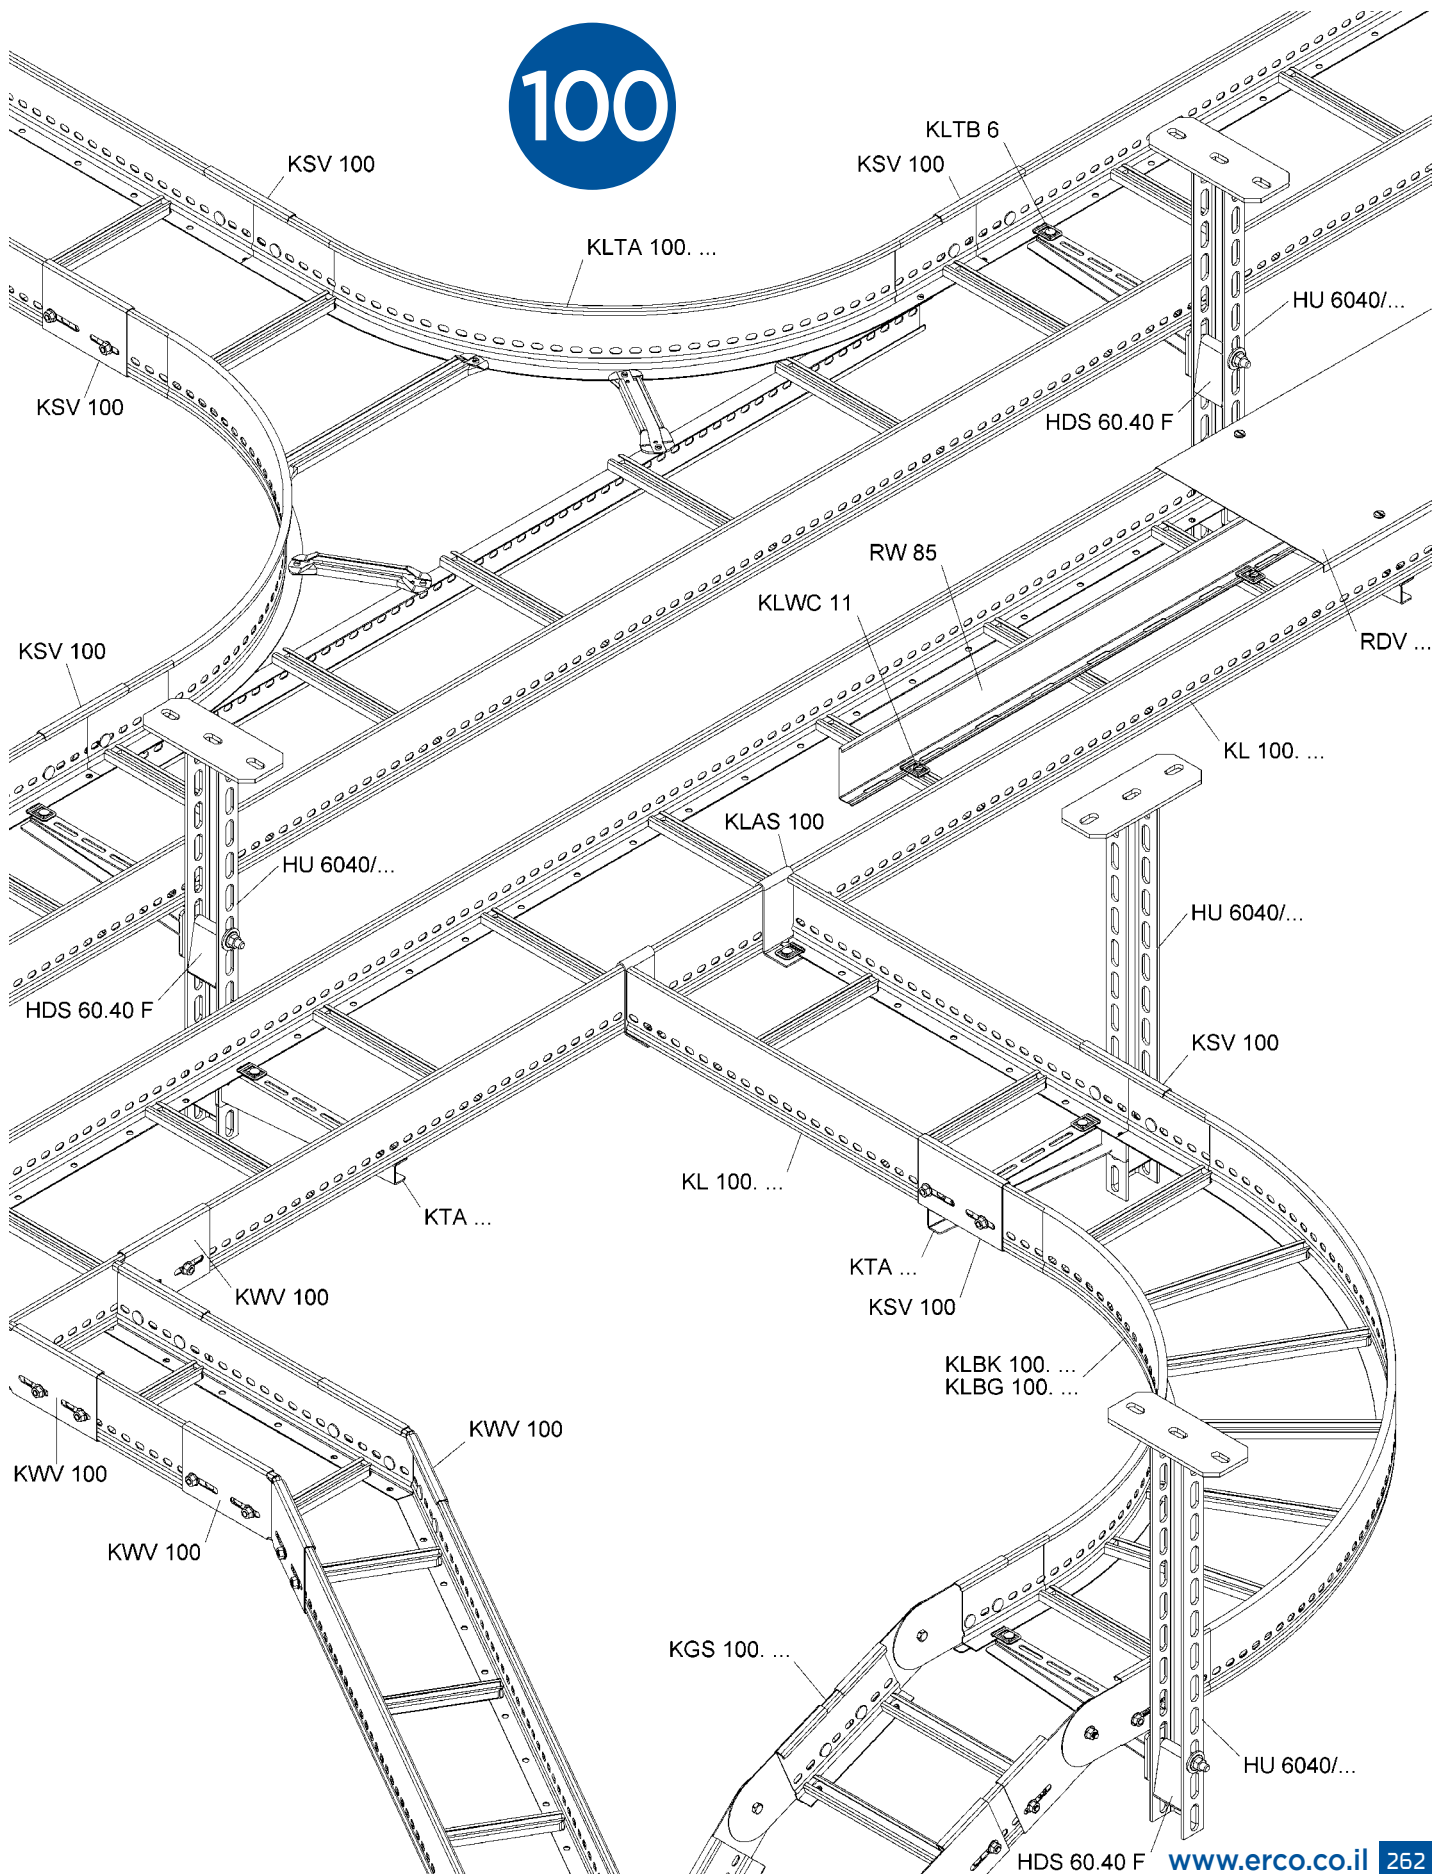 100
KLTB 6
KSV 100
KSV 100
KLTA 100. ...
HU 6040/...
KSV 100
HDS 60.40 F
RW 85
KLWC 11
KSV 100
RDV ...
KL 100. ...
KLAS 100
HU 6040/...
HU 6040/...
HDS 60.40 F
KSV 100
KL 100. ...
KTA ...
KTA ...
KWV 100
KSV 100
KLBK 100. ...
KLBG 100. ...
KWV 100
KWV 100
KWV 100
KGS 100. ...
HU 6040/...
HDS 60.40 F
www.erco.co.il 262